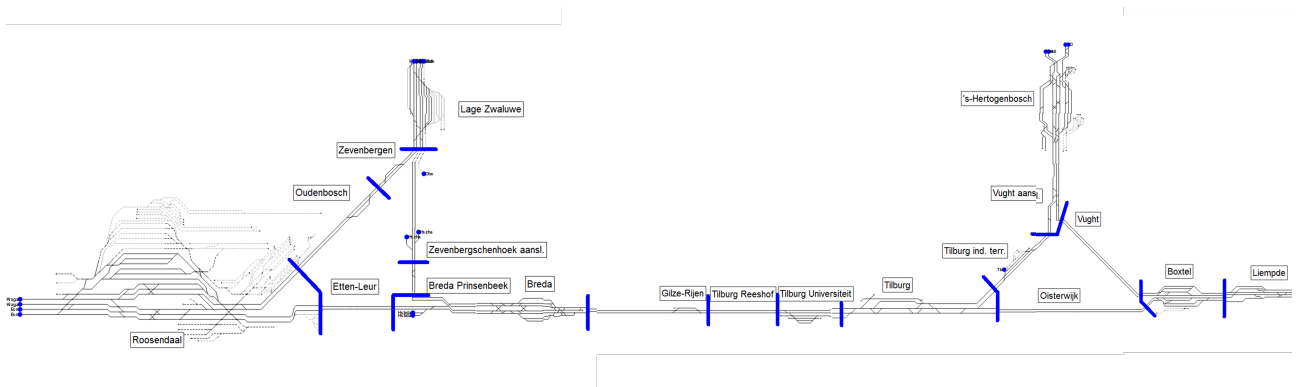 's-Hertogenbosch
Lage Zwaluwe
Zevenbergen
Oudenbosch
Vught aansl.
Vught
Zevenbergschenhoek aansl.
Tilburg ind. terr.
Boxtel
Liempde
Etten-Leur
Breda Prinsenbeek
Breda
Gilze-Rijen
Tilburg Reeshof
Tilburg Universiteit
Tilburg
Oisterwijk
Roosendaal